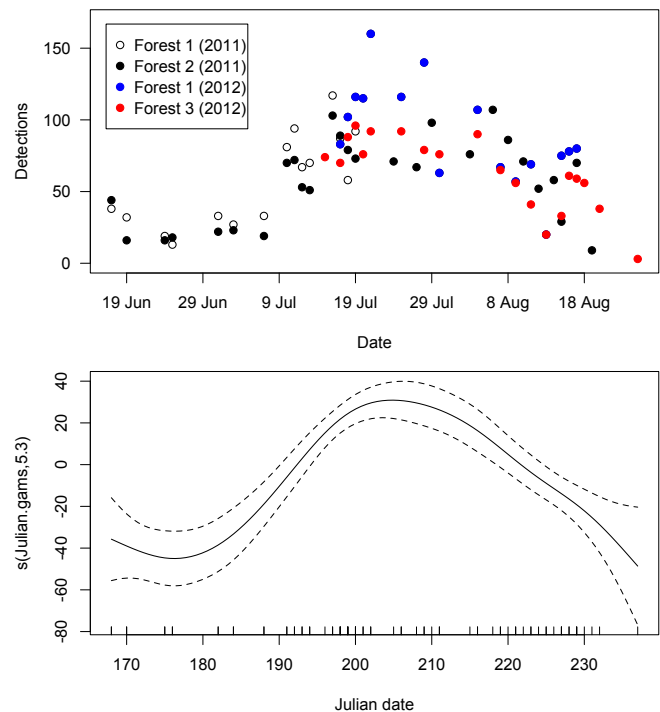 Forest 1 (2011)
Forest 2 (2011)
Forest 1 (2012)
Forest 3 (2012)
Detections
150
100
50
0
19 Jun 29 Jun 9 Jul 19 Jul 29 Jul 8 Aug 18 Aug
Date
s(Julian.gams,5.3)
40
20
0
-20
-40
-60
-80
170 180 190 200 210 220 230
Julian date